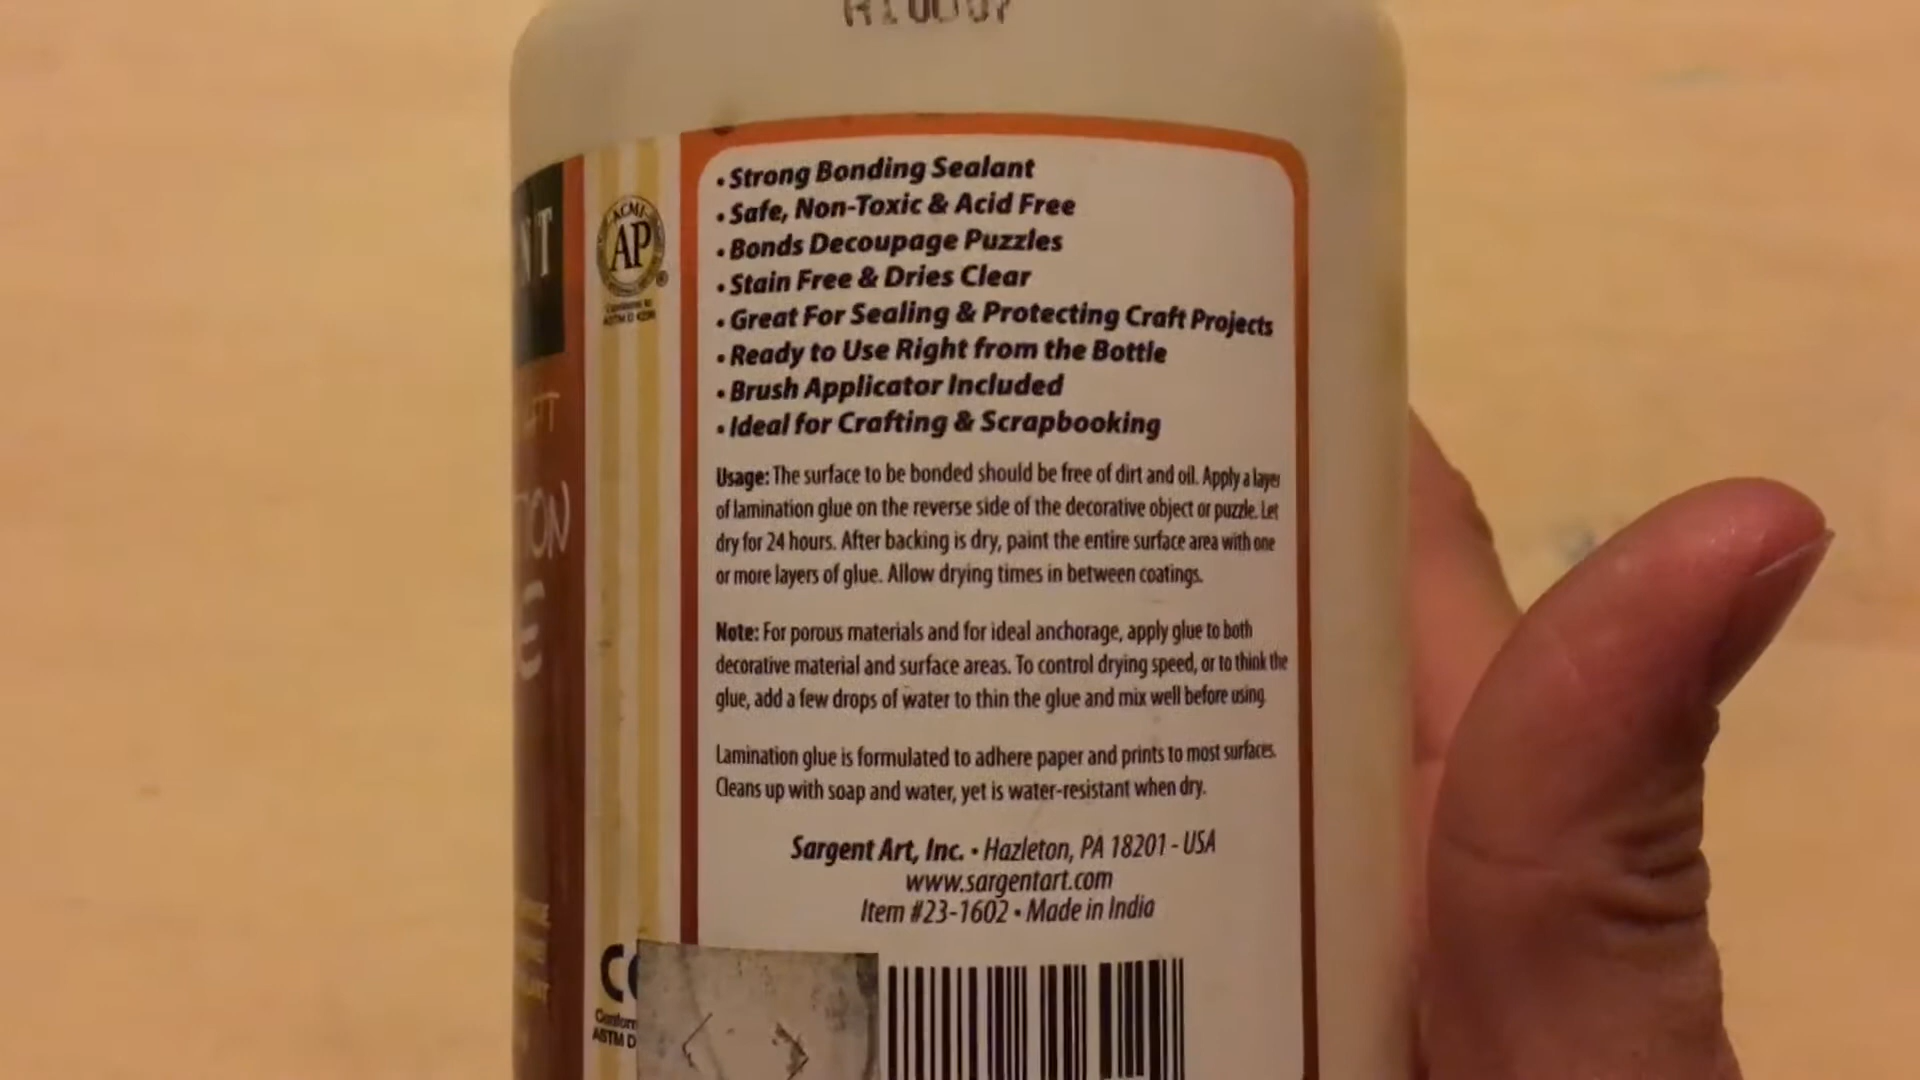 • Strong Bonding Sealant
• Safe, Non-Toxic & Acid Free
• Bonds Decoupage Puzzles
• Stain Free & Dries Clear
• Great For Sealing & Protecting Craft Projects
• Ready to Use Right from the Bottle
• Brush Applicator Included
• Ideal for Crafting & Scrapbooking
Usage: The surface to be bonded should be free of dirt and oil. Apply a layer
of lamination glue on the reverse side of the decorative object or puzzle. Let
dry for 24 hours. After backing is dry, paint the entire surface area with one
or more layers of glue. Allow drying times in between coatings.
Note: For porous materials and for ideal anchorage, apply glue to both
decorative material and surface areas. To control drying speed, or to think the
glue, add a few drops of water to thin the glue and mix well before using.
Lamination glue is formulated to adhere paper and prints to most surfaces.
Cleans up with soap and water, yet is water-resistant when dry.
Sargent Art, Inc. • Hazleton, PA 18201 - USA
www.sargentart.com
Item #23-1602 • Made in India
ACMI
AP
ASTM D